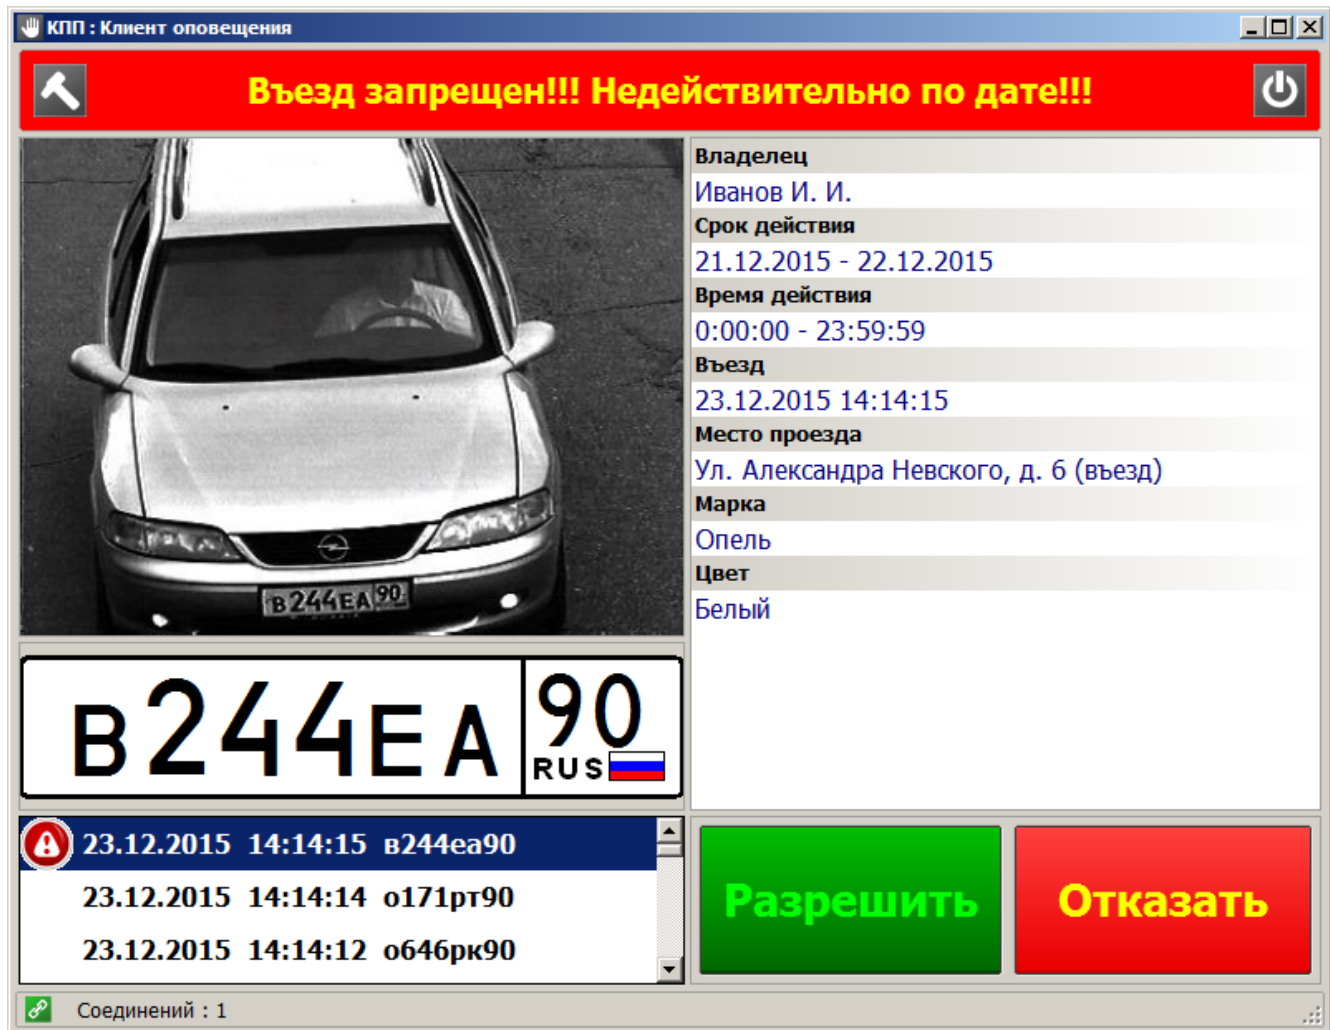 КПП : Клиент оповещения
Въезд запрещен!!! Недействительно по дате!!!
Владелец
Иванов И. И.
Срок действия
21.12.2015 - 22.12.2015
Время действия
0:00:00 - 23:59:59
Въезд
23.12.2015 14:14:15
Место проезда
Ул. Александра Невского, д. 6 (въезд)
Марка
Опель
Цвет
Белый
В244ЕА 90
В244ЕА 90
RUS
23.12.2015 14:14:15 в244еа90
23.12.2015 14:14:14 о171рт90
23.12.2015 14:14:12 о646рк90
Разрешить
Отказать
Соединений : 1